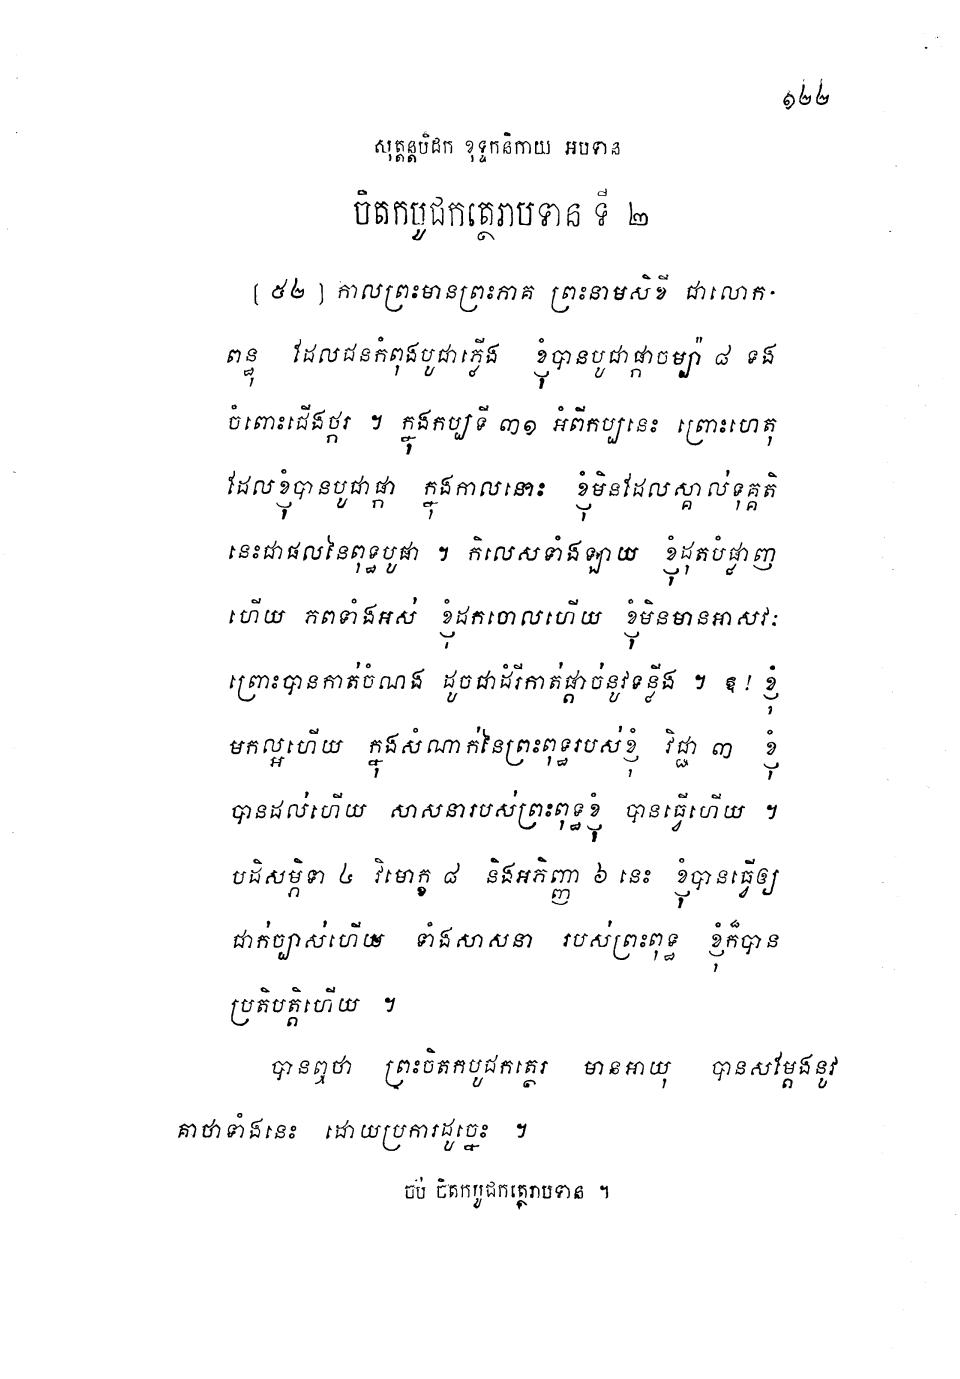 ១២២
សុត្តន្តបិដក ខុទ្ទកនិកាយ អបទាន
ចិតកបូជកត្ថេរាបទាន ទី ២
[ ៥២ ] កាលព្រះមានព្រះភាគ ព្រះនាមសិខី ជាលោក-
ពន្ធុ ដែលជនកំពុងបូជាភ្លើង ខ្ញុំបានបូជាផ្កាចម្ប៉ា ៨ ទង
ចំពោះជើងថ្ករ ។ ក្នុងកប្បទី ៣១ អំពីកប្បនេះ ព្រោះហេតុ
ដែលខ្ញុំបានបូជាផ្កា ក្នុងកាលនោះ ខ្ញុំមិនដែលស្គាល់ទុគ្គតិ
នេះជាផលនៃពុទ្ធបូជា ។ កិលេសទាំងឡាយ ខ្ញុំដុតបំផ្លាញ
ហើយ ភពទាំងអស់ ខ្ញុំដកចោលហើយ ខ្ញុំមិនមានអាសវៈ
ព្រោះបានកាត់ចំណង ដូចជាដំរីកាត់ផ្តាច់នូវទន្លីង ។ ឱ! ខ្ញុំ
មកល្អហើយ ក្នុងសំណាក់នៃព្រះពុទ្ធរបស់ខ្ញុំ វិជ្ជា ៣ ខ្ញុំ
បានដល់ហើយ សាសនារបស់ព្រះពុទ្ធខ្ញុំ បានធ្វើហើយ ។
បដិសម្ភិទា ៤ វិមោក្ខ ៨ និងអភិញ្ញា ៦ នេះ ខ្ញុំបានធ្វើឲ្យ
ជាក់ច្បាស់ហើយ ទាំងសាសនា របស់ព្រះពុទ្ធ ខ្ញុំក៏បាន
ប្រតិបត្តិហើយ ។
បានឮថា ព្រះចិតកបូជកត្ថេរ មានអាយុ បានសម្តែងនូវ
គាថាទាំងនេះ ដោយប្រការដូច្នេះ ។
ចប់ ចិតកបូជកត្ថេរាបទាន ។